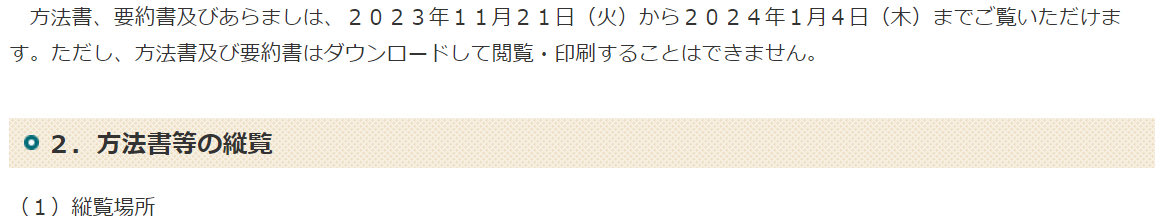 方法書、要約書及びあらましは、２０２３年１１月２１日（火）から２０２４年１月４日（木）までご覧いただけま
す。ただし、方法書及び要約書はダウンロードして閲覧・印刷することはできません。
２．方法書等の縦覧
（１）縦覧場所